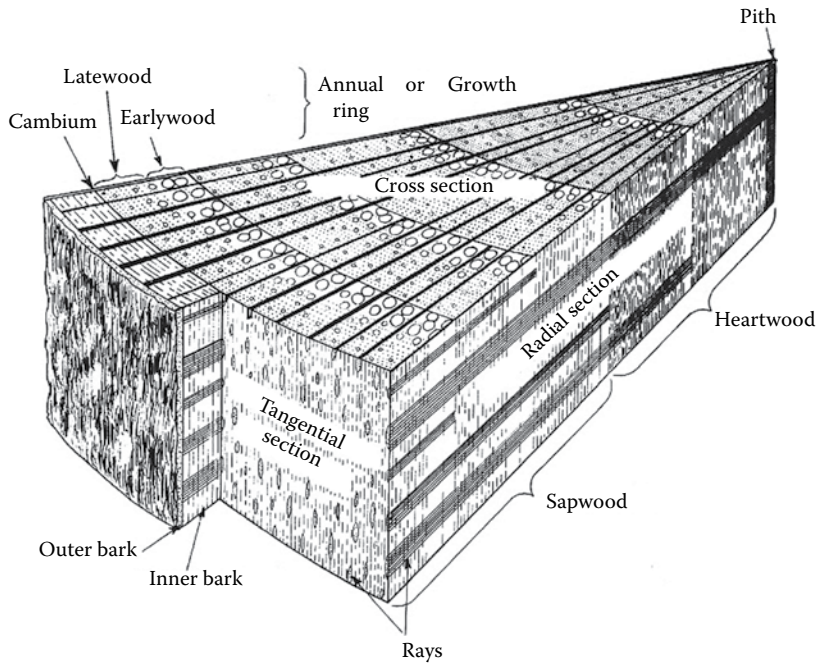 Pith
Latewood
Annual or Growth
ring
Cambium
Earlywood
Cross section
Radial section
Heartwood
Tangential
section
Sapwood
Outer bark
Inner bark
Rays